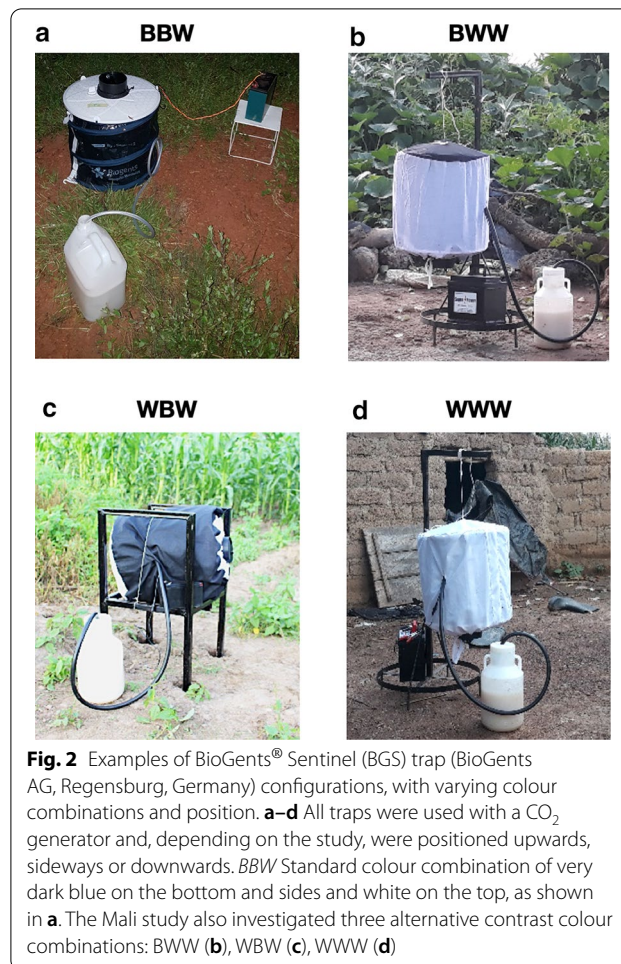 a BBW
b BWW
BioGents
c WBW
d WWW
Fig. 2 Examples of BioGents® Sentinel (BGS) trap (BioGents
AG, Regensburg, Germany) configurations, with varying colour
combinations and position. a–d All traps were used with a CO₂
generator and, depending on the study, were positioned upwards,
sideways or downwards. BBW Standard colour combination of very
dark blue on the bottom and sides and white on the top, as shown
in a. The Mali study also investigated three alternative contrast colour
combinations: BWW (b), WBW (c), WWW (d)